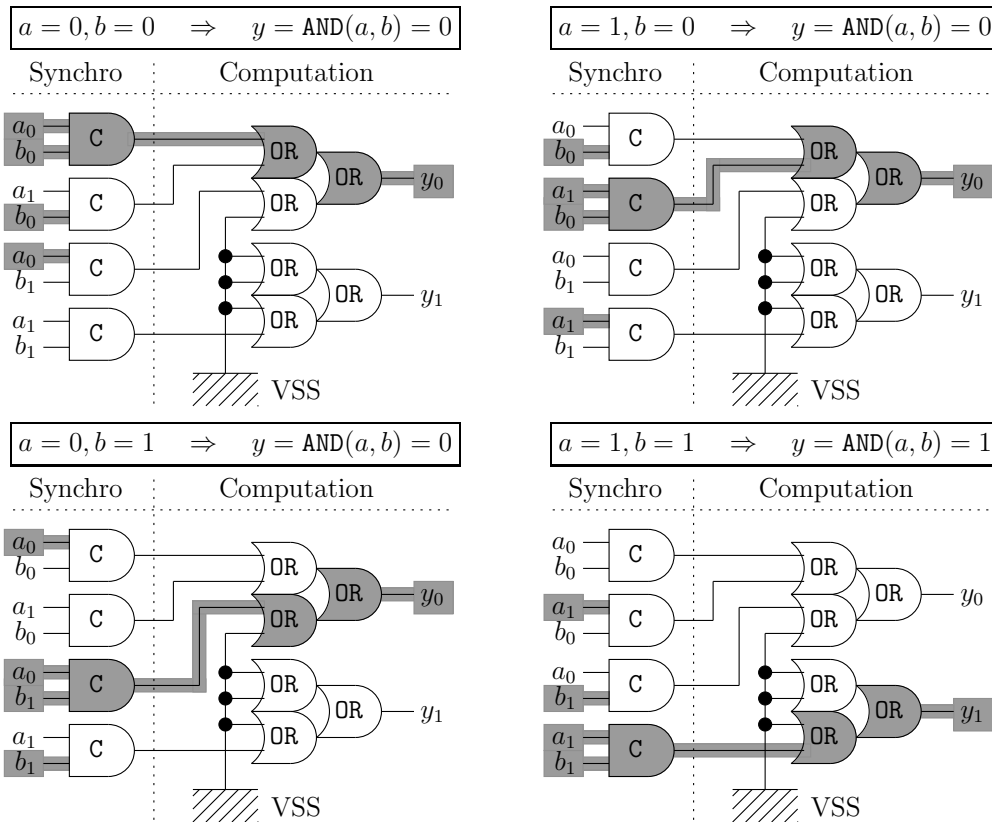 a = 0, b = 0 ⇒ y = AND(a, b) = 0
Synchro Computation
a₀
b₀
C
a₁
b₀
C
a₀
b₁
C
a₁
b₁
C
OR
OR
OR
y₀
OR
OR
OR
y₁
VSS
a = 1, b = 0 ⇒ y = AND(a, b) = 0
Synchro Computation
a₀
b₀
C
a₁
b₀
C
a₀
b₁
C
a₁
b₁
C
OR
OR
OR
y₀
OR
OR
OR
y₁
VSS
a = 0, b = 1 ⇒ y = AND(a, b) = 0
Synchro Computation
a₀
b₀
C
a₁
b₀
C
a₀
b₁
C
a₁
b₁
C
OR
OR
OR
y₀
OR
OR
OR
y₁
VSS
a = 1, b = 1 ⇒ y = AND(a, b) = 1
Synchro Computation
a₀
b₀
C
a₁
b₀
C
a₀
b₁
C
a₁
b₁
C
OR
OR
OR
y₀
OR
OR
OR
y₁
VSS